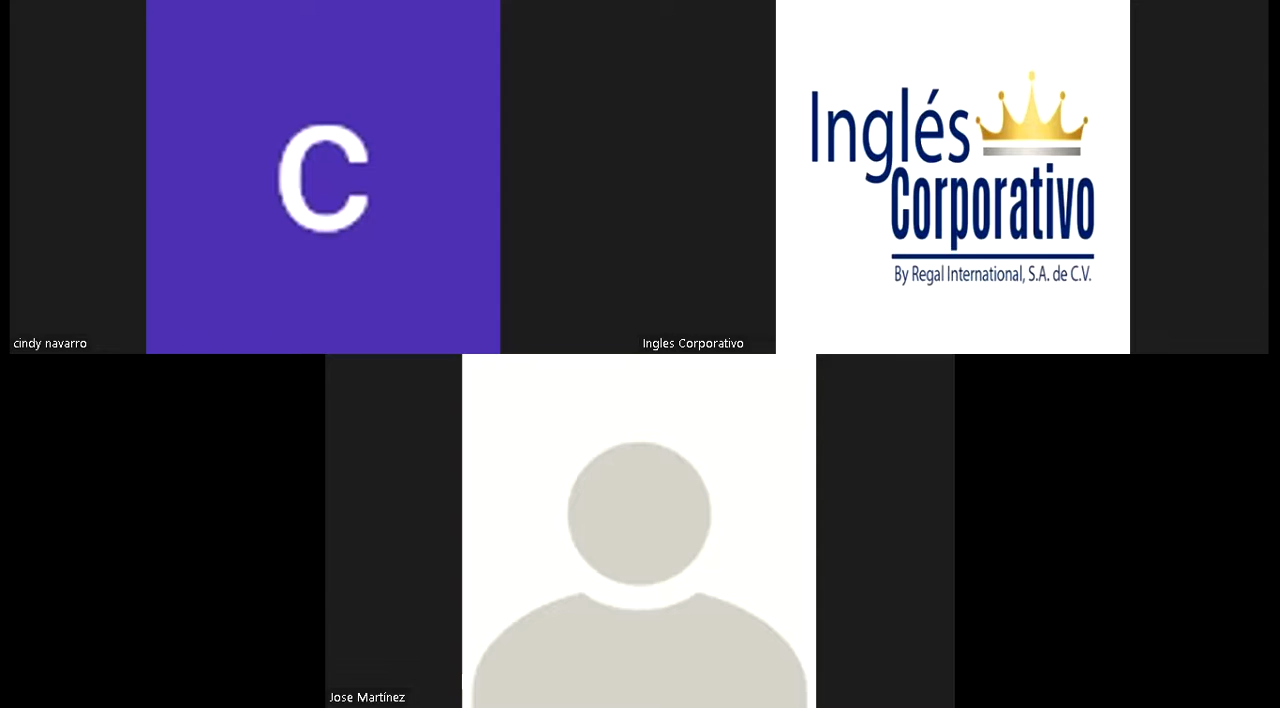 C
cindy navarro
Inglés
Corporativo
By Regal International, S.A. de C.V.
Ingles Corporativo
Jose Martínez